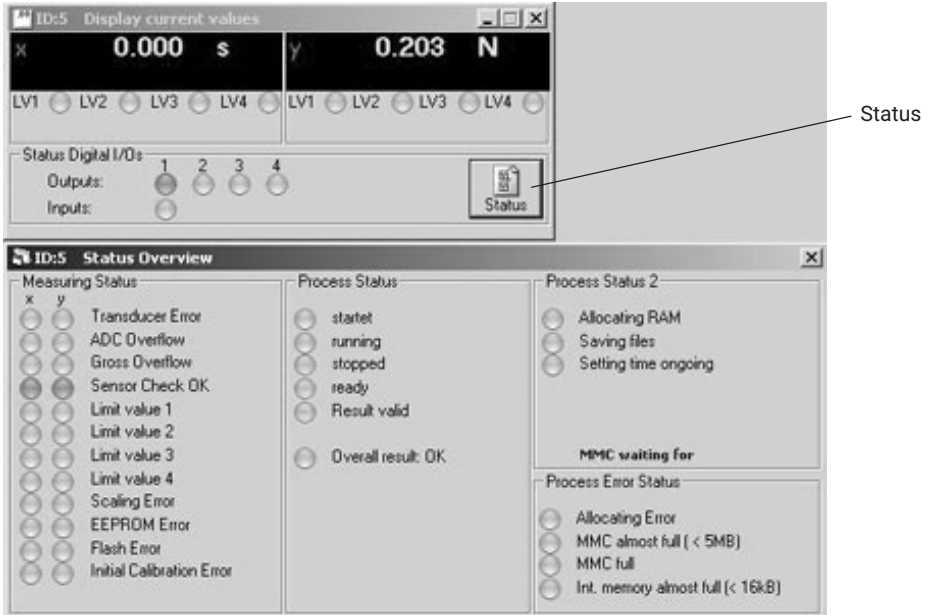 ID:5 Display current values
x 0.000 s
y 0.203 N
LV1 LV2 LV3 LV4
LV1 LV2 LV3 LV4
Status Digital I/Os
1 2 3 4
Outputs:
Inputs:
Status
Status
ID:5 Status Overview
Measuring Status
x y
Transducer Error
ADC Overflow
Gross Overflow
Sensor Check OK
Limit value 1
Limit value 2
Limit value 3
Limit value 4
Scaling Error
EEPROM Error
Flash Error
Initial Calibration Error
Process Status
startet
running
stopped
ready
Result valid
Overall result: OK
Process Status 2
Allocating RAM
Saving files
Setting time ongoing
MMC waiting for
Process Error Status
Allocating Error
MMC almost full ( < 5MB)
MMC full
Int. memory almost full (< 16kB)